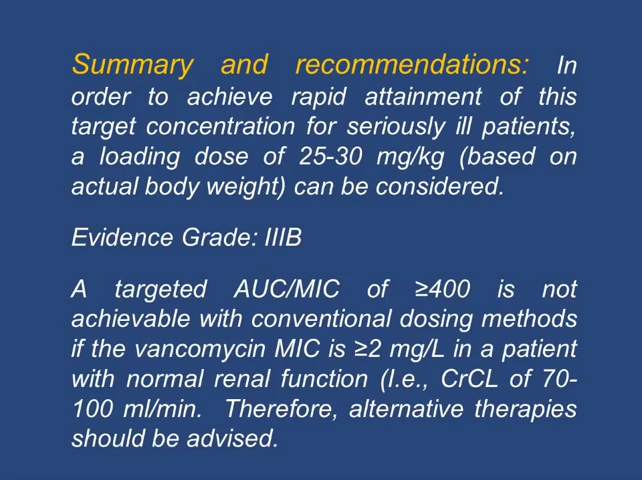 Summary and recommendations: In
order to achieve rapid attainment of this
target concentration for seriously ill patients,
a loading dose of 25-30 mg/kg (based on
actual body weight) can be considered.
Evidence Grade: IIIB
A targeted AUC/MIC of ≥400 is not
achievable with conventional dosing methods
if the vancomycin MIC is ≥2 mg/L in a patient
with normal renal function (I.e., CrCL of 70-
100 ml/min. Therefore, alternative therapies
should be advised.